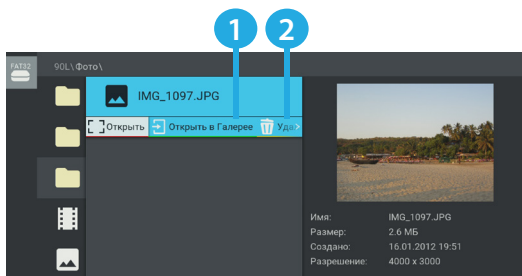 1 2
FAT32
90L\Фото\
IMG_1097.JPG
Открыть Открыть в Галерее Уда
Имя: IMG_1097.JPG
Размер: 2.6 МБ
Создано: 16.01.2012 19:51
Разрешение: 4000 x 3000